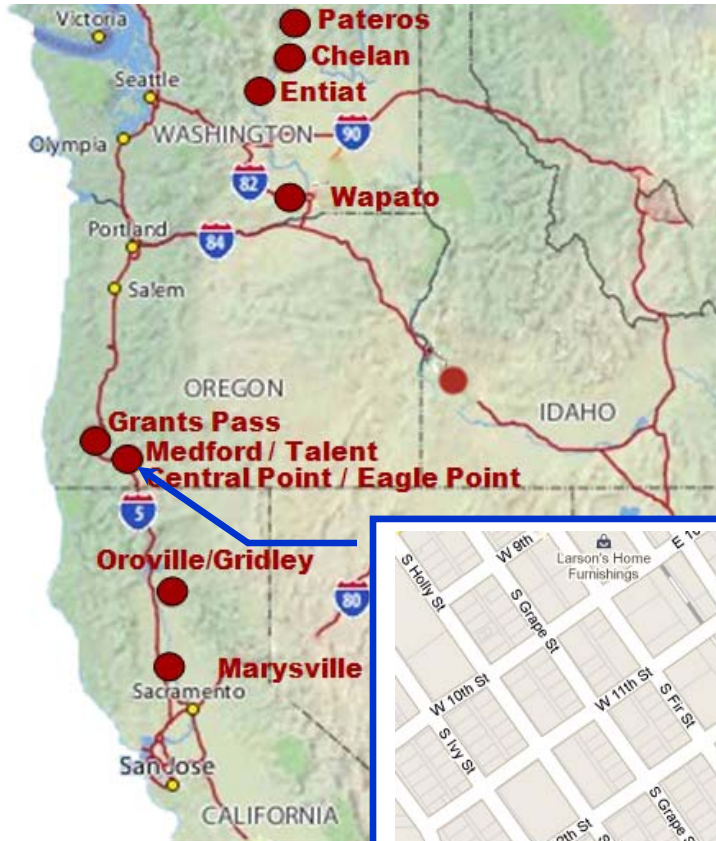 Victoria
Pateros
Chelan
Seattle
Entiat
Olympia
WASHINGTON
90
82
Wapato
Portland
84
Salem
OREGON
IDAHO
Grants Pass
Medford / Talent
Central Point / Eagle Point
5
Oroville/Gridley
80
Marysville
Sacramento
San Jose
CALIFORNIA
W 9th
E 10
Larson's Home
Furnishings
S Holly St
S Grape St
W 10th St
W 11th St
S Fir St
S Ivy St
S Grape St